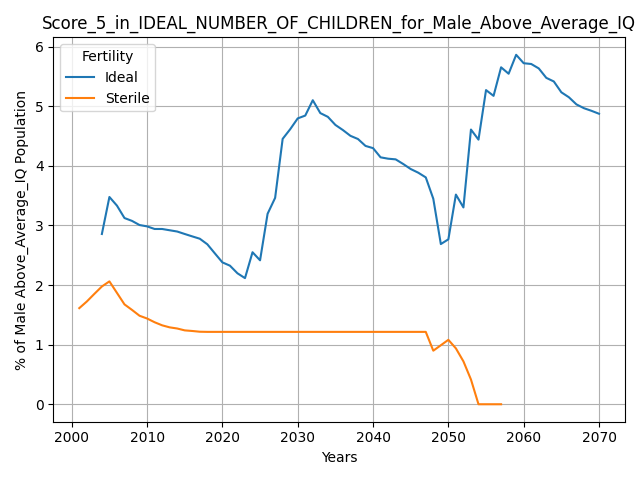 Score_5_in_IDEAL_NUMBER_OF_CHILDREN_for_Male_Above_Average_IQ
Fertility
Ideal
Sterile
% of Male Above_Average_IQ Population
6
5
4
3
2
1
0
2000 2010 2020 2030 2040 2050 2060 2070
Years